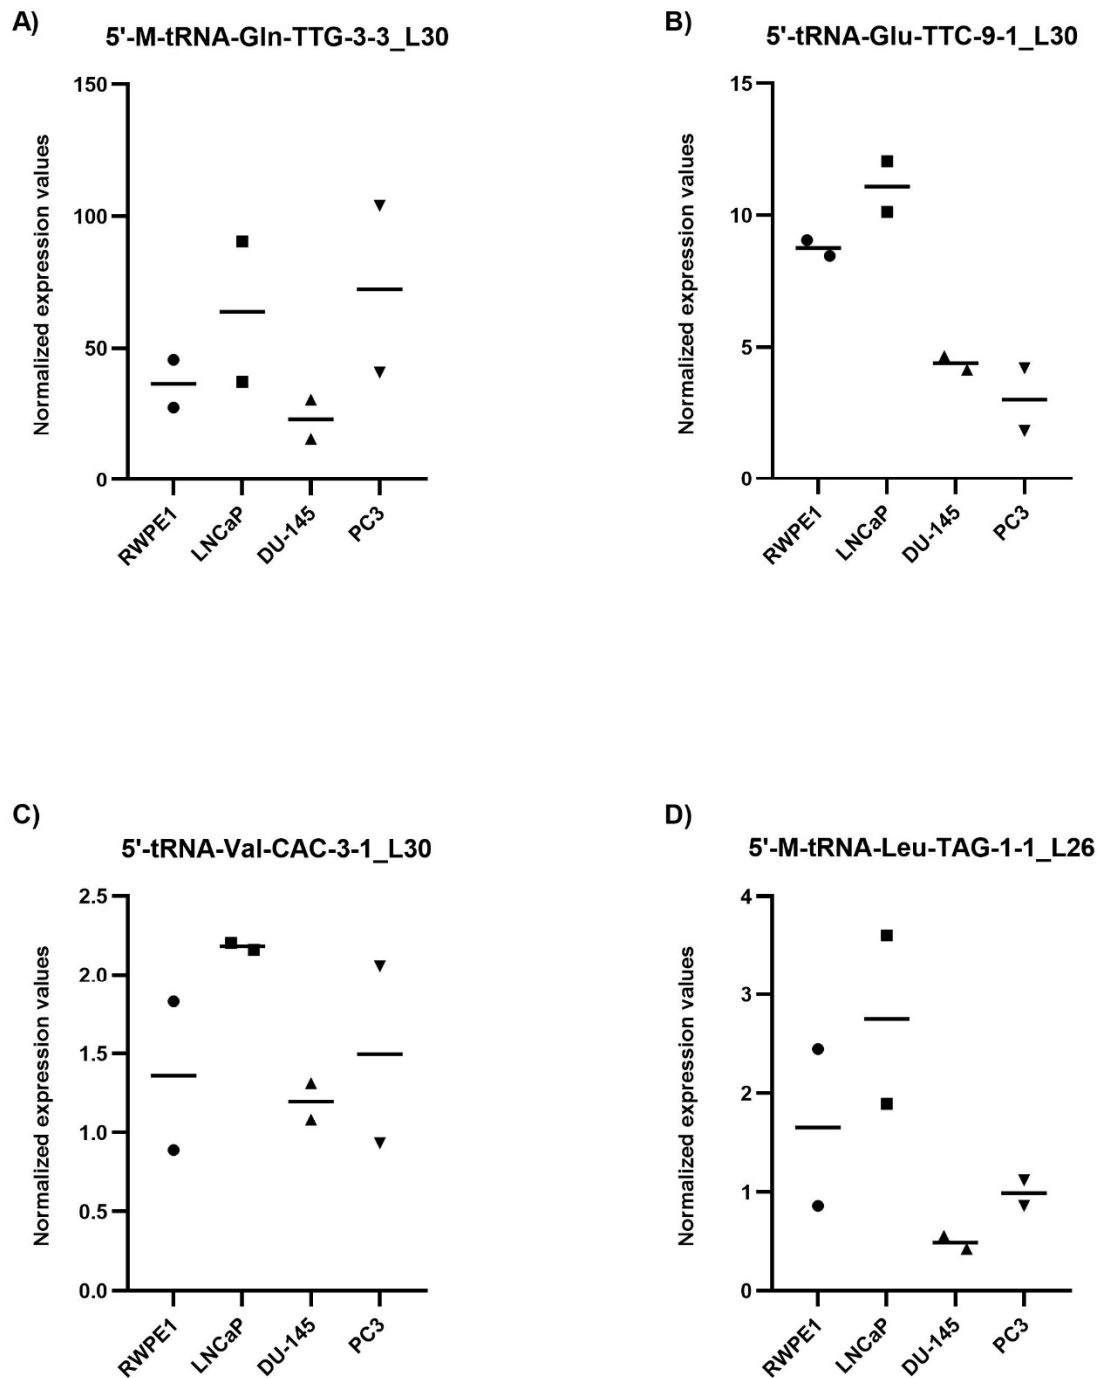 A)
5'-M-tRNA-Gln-TTG-3-3_L30
Normalized expression values
150
100
50
0
RWPE1
LNCaP
DU-145
PC3
B)
5'-tRNA-Glu-TTC-9-1_L30
Normalized expression values
15
10
5
0
RWPE1
LNCaP
DU-145
PC3
C)
5'-tRNA-Val-CAC-3-1_L30
Normalized expression values
2.5
2.0
1.5
1.0
0.5
0.0
RWPE1
LNCaP
DU-145
PC3
D)
5'-M-tRNA-Leu-TAG-1-1_L26
Normalized expression values
4
3
2
1
0
RWPE1
LNCaP
DU-145
PC3